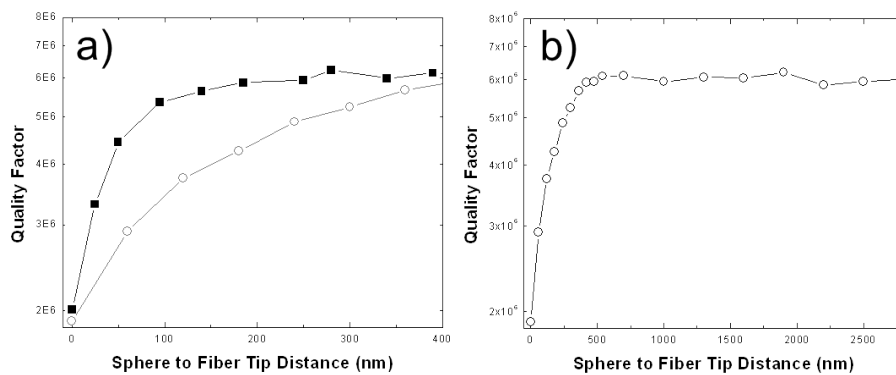 a)
8E6
7E6
6E6
5E6
4E6
3E6
2E6
Quality Factor
0 100 200 300 400
Sphere to Fiber Tip Distance (nm)
b)
8x10⁶
7x10⁶
6x10⁶
5x10⁶
4x10⁶
3x10⁶
2x10⁶
Quality Factor
0 500 1000 1500 2000 2500
Sphere to Fiber Tip Distance (nm)